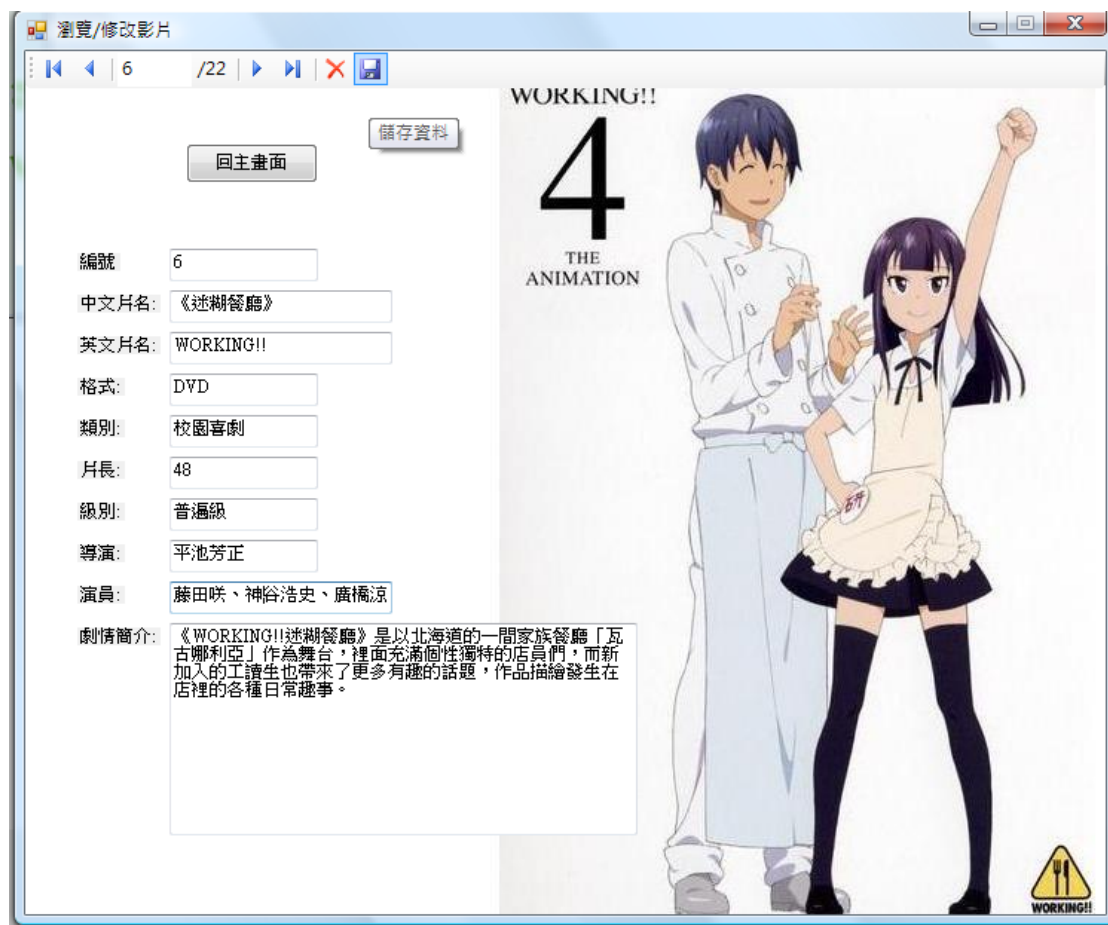 瀏覽/修改影片
6 /22
儲存資料
回主畫面
WORKING!!
4
THE
ANIMATION
編號 6
中文片名: 《迷糊餐廳》
英文片名: WORKING!!
格式: DVD
類別: 校園喜劇
片長: 48
級別: 普遍級
導演: 平池芳正
演員: 藤田咲、神谷浩史、廣橋涼
劇情簡介: 《WORKING!!迷糊餐廳》是以北海道的一間家族餐廳「瓦
古娜利亞」作為舞台，裡面充滿個性獨特的店員們，而新
加入的工讀生也帶來了更多有趣的話題，作品描繪發生在
店裡的各種日常趣事。
研
WORKING!!